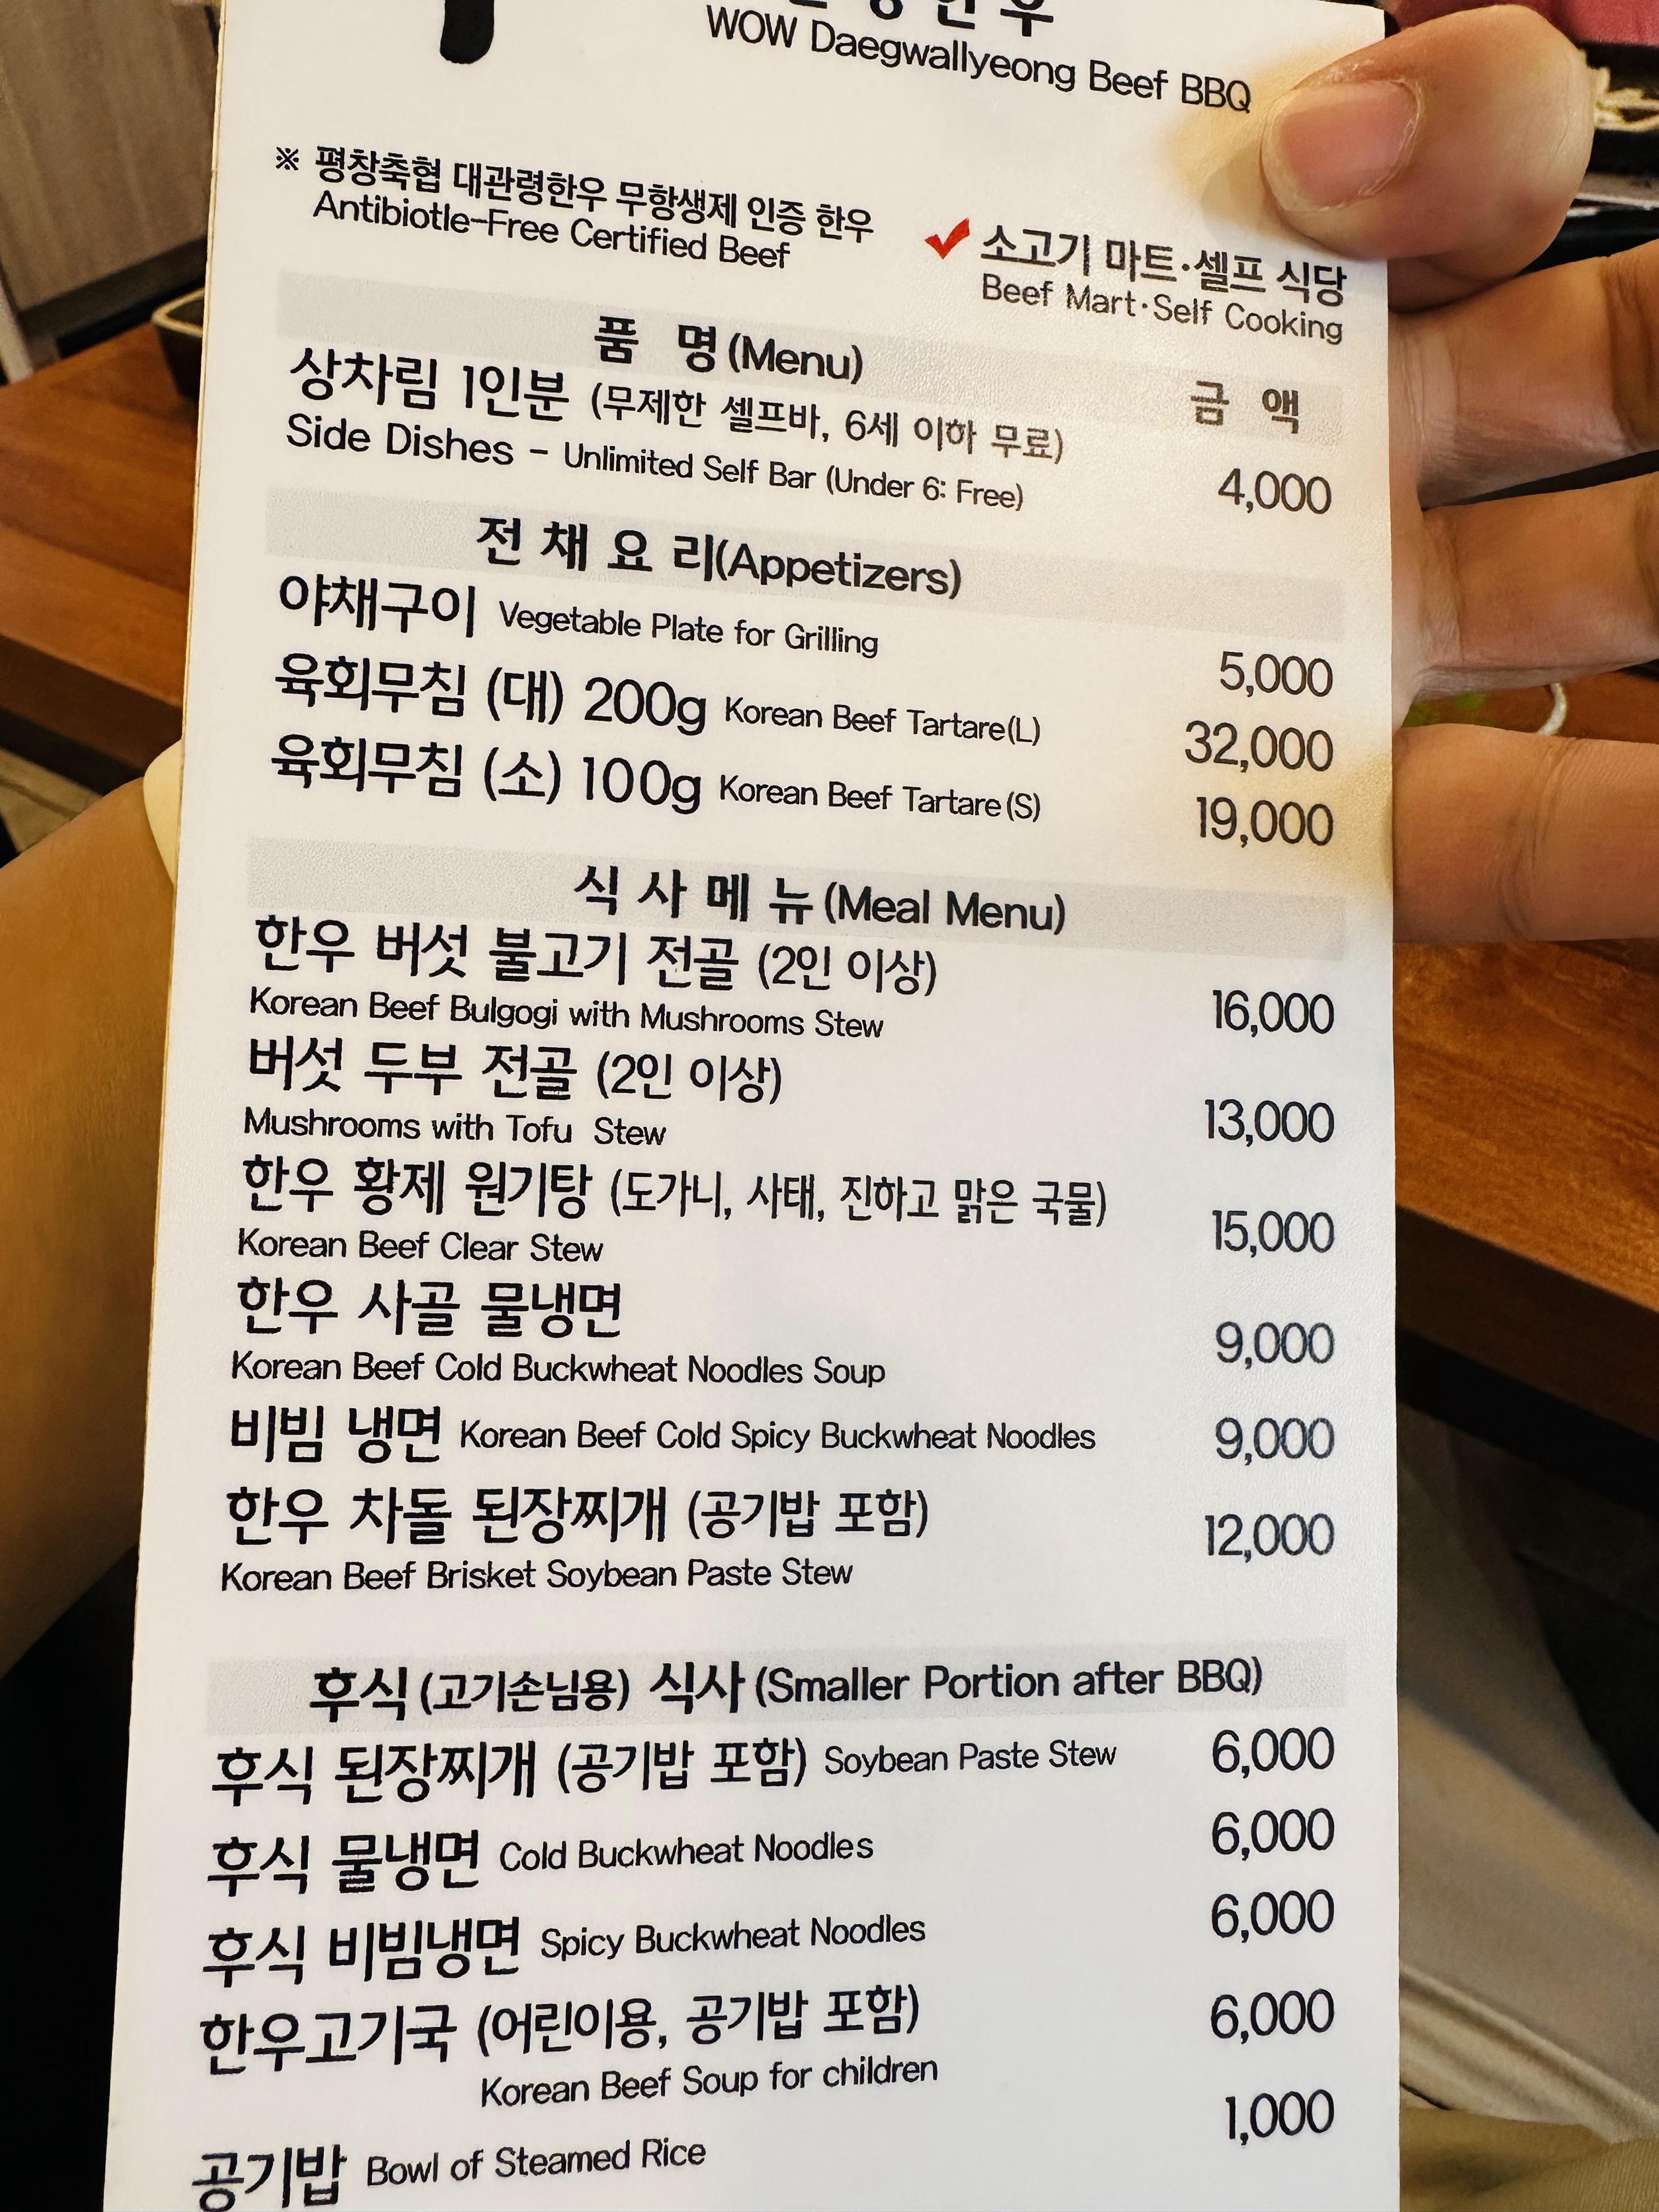 한우
WOW Daegwallyeong Beef BBQ
※ 평창축협 대관령한우 무항생제 인증 한우
Antibiotle-Free Certified Beef
✓ 소고기 마트·셀프 식당
Beef Mart·Self Cooking
품 명 (Menu) 금 액
상차림 1인분 (무제한 셀프바, 6세 이하 무료)
Side Dishes - Unlimited Self Bar (Under 6: Free) 4,000
전 채 요 리(Appetizers)
야채구이 Vegetable Plate for Grilling 5,000
육회무침 (대) 200g Korean Beef Tartare(L) 32,000
육회무침 (소) 100g Korean Beef Tartare(S) 19,000
식 사 메 뉴 (Meal Menu)
한우 버섯 불고기 전골 (2인 이상) 16,000
Korean Beef Bulgogi with Mushrooms Stew
버섯 두부 전골 (2인 이상) 13,000
Mushrooms with Tofu Stew
한우 황제 원기탕 (도가니, 사태, 진하고 맑은 국물) 15,000
Korean Beef Clear Stew
한우 사골 물냉면 9,000
Korean Beef Cold Buckwheat Noodles Soup
비빔 냉면 Korean Beef Cold Spicy Buckwheat Noodles 9,000
한우 차돌 된장찌개 (공기밥 포함) 12,000
Korean Beef Brisket Soybean Paste Stew
후식 (고기손님용) 식사 (Smaller Portion after BBQ)
후식 된장찌개 (공기밥 포함) Soybean Paste Stew 6,000
후식 물냉면 Cold Buckwheat Noodles 6,000
후식 비빔냉면 Spicy Buckwheat Noodles 6,000
한우고기국 (어린이용, 공기밥 포함) 6,000
Korean Beef Soup for children
공기밥 Bowl of Steamed Rice 1,000